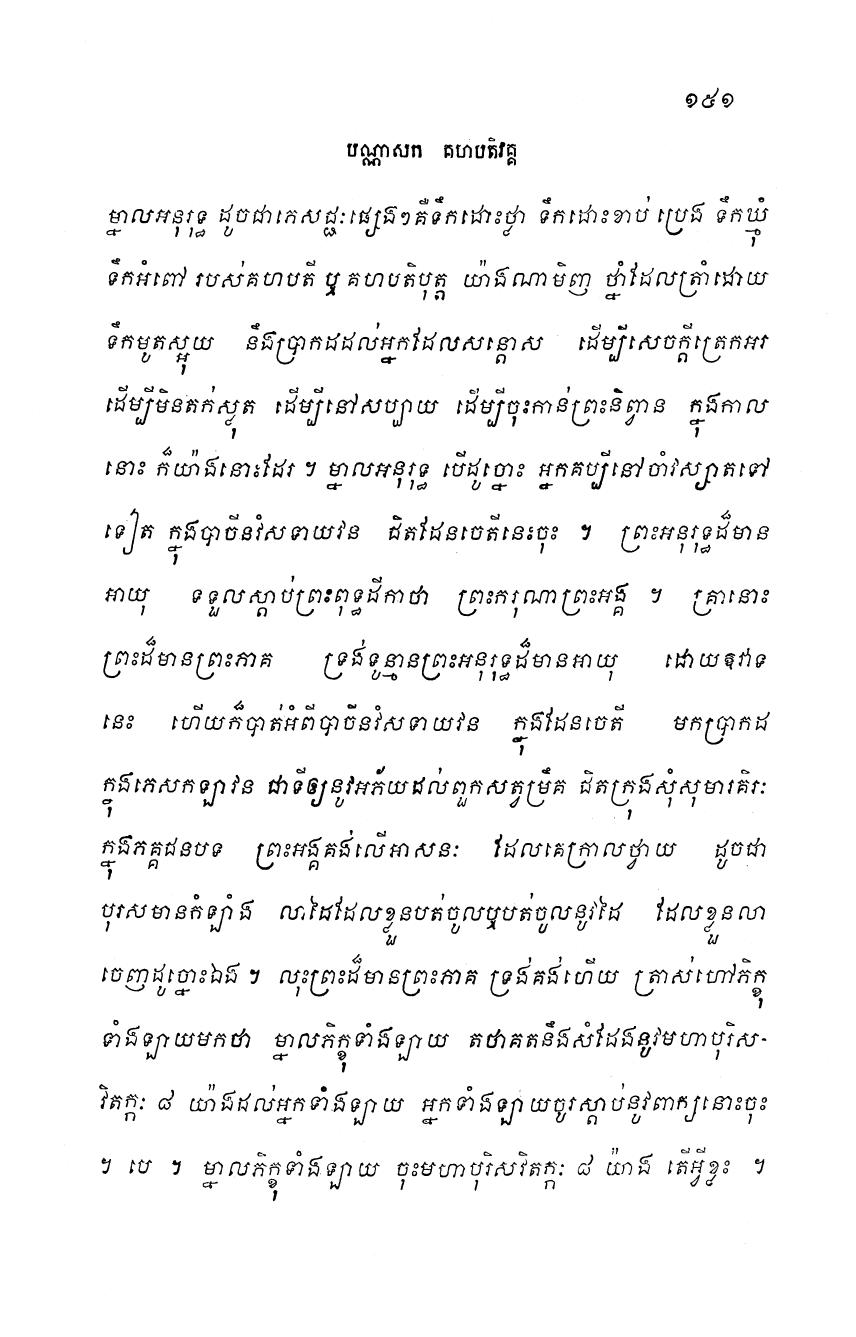 ១៥១
បណ្ណាសក គហបតិវគ្គ
ម្នាលអនុរុទ្ធ ដូចជាភេសជ្ជៈផ្សេងៗគឺទឹកដោះថ្លា ទឹកដោះខាប់ ប្រេង ទឹកឃ្មុំ
ទឹកអំពៅ របស់គហបតី ឬ គហបតិបុត្ត យ៉ាងណាមិញ ថ្នាំដែលត្រាំដោយ
ទឹកមូតស្អុយ នឹងប្រាកដដល់អ្នកដែលសន្តោស ដើម្បីសេចក្តីត្រេកអរ
ដើម្បីមិនតក់ស្លុត ដើម្បីនៅសប្បាយ ដើម្បីចុះកាន់ព្រះនិព្វាន ក្នុងកាល
នោះ ក៏យ៉ាងនោះដែរ ។ ម្នាលអនុរុទ្ធ បើដូច្នោះ អ្នកគប្បីនៅចាំវស្សាតទៅ
ទៀត ក្នុងបាចីនវំសទាយវន ជិតដែនចេតីនេះចុះ ។ ព្រះអនុរុទ្ធដ៏មាន
អាយុ ទទួលស្តាប់ព្រះពុទ្ធដីកាថា ព្រះករុណាព្រះអង្គ ។ គ្រានោះ
ព្រះដ៏មានព្រះភាគ ទ្រង់ទូន្មានព្រះអនុរុទ្ធដ៏មានអាយុ ដោយឱវាទ
នេះ ហើយក៏បាត់អំពីបាចីនវំសទាយវន ក្នុងដែនចេតី មកប្រាកដ
ក្នុងភេសកឡាវន ជាទីឲ្យនូវអភ័យដល់ពួកសត្វម្រឹគ ជិតក្រុងសុំសុមារគិរៈ
ក្នុងភគ្គជនបទ ព្រះអង្គគង់លើអាសនៈ ដែលគេក្រាលថ្វាយ ដូចជា
បុរសមានកំឡាំង លាដៃដែលខ្លួនបត់ចូលឬបត់ចូលនូវដៃ ដែលខ្លួនលា
ចេញដូច្នោះឯង ។ លុះព្រះដ៏មានព្រះភាគ ទ្រង់គង់ហើយ ត្រាស់ហៅភិក្ខុ
ទាំងឡាយមកថា ម្នាលភិក្ខុទាំងឡាយ តថាគតនឹងសំដែងនូវមហាបុរិស-
វិតក្កៈ ៨ យ៉ាងដល់អ្នកទាំងឡាយ អ្នកទាំងឡាយចូរស្តាប់នូវពាក្យនោះចុះ
។ បេ ។ ម្នាលភិក្ខុទាំងឡាយ ចុះមហាបុរិសវិតក្កៈ ៨ យ៉ាង តើអ្វីខ្លះ ។